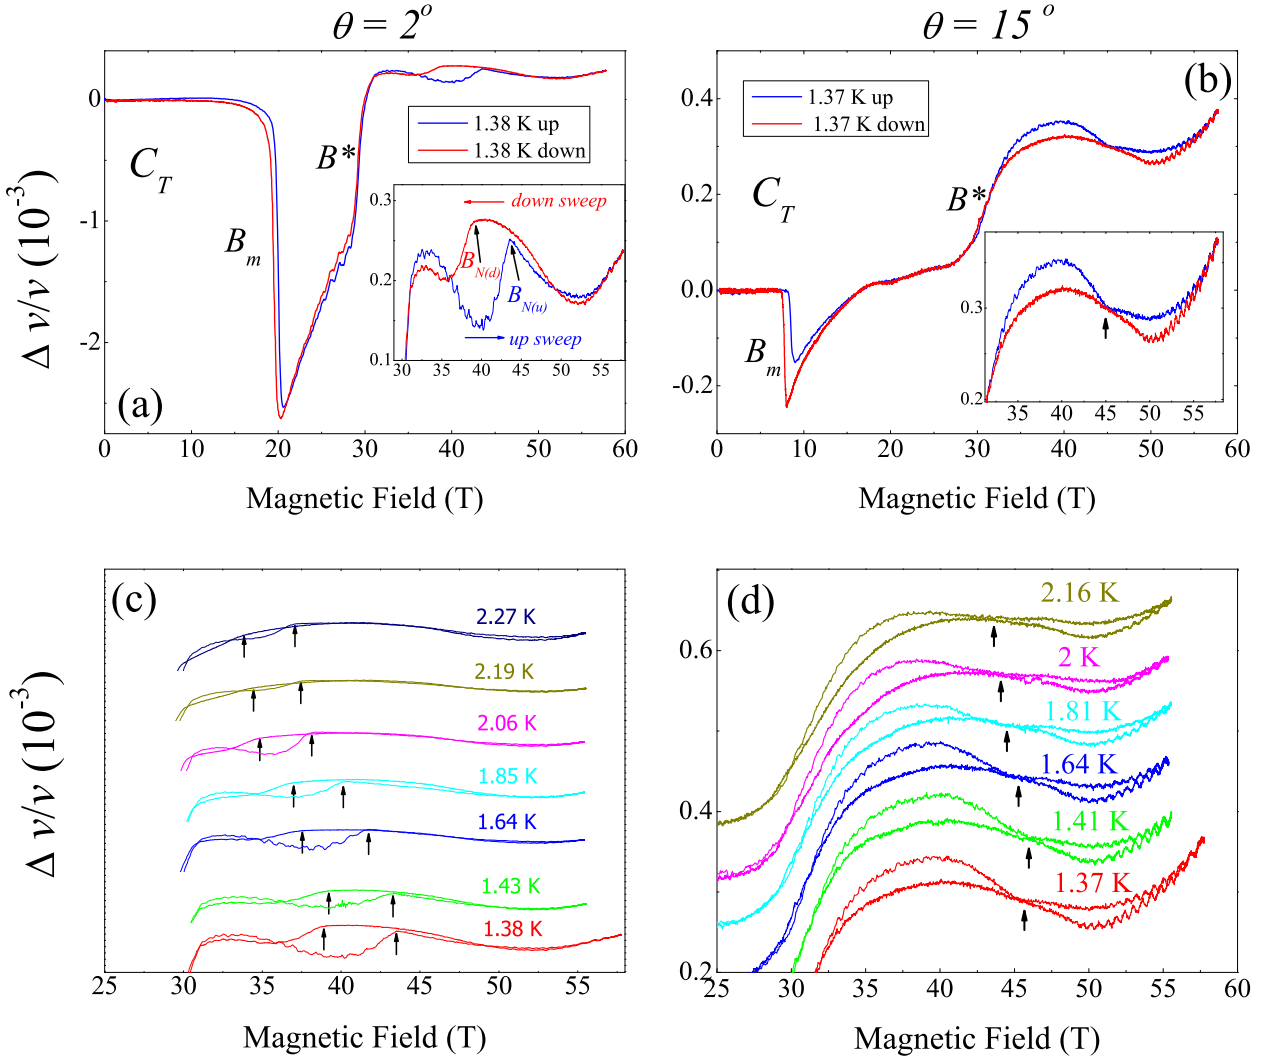 θ = 2°
θ = 15°
0
-1
-2
Δ v/v (10⁻³)
C_T
B_m
B*
(a)
1.38 K up
1.38 K down
0.3
0.2
0.1
down sweep
B_N(d)
B_N(u)
up sweep
30 35 40 45 50 55
0 10 20 30 40 50 60
Magnetic Field (T)
(b)
0.4
0.2
0.0
-0.2
1.37 K up
1.37 K down
C_T
B*
B_m
0.3
0.2
35 40 45 50 55
0 10 20 30 40 50 60
Magnetic Field (T)
(c)
Δ v/v (10⁻³)
2.27 K
2.19 K
2.06 K
1.85 K
1.64 K
1.43 K
1.38 K
25 30 35 40 45 50 55
Magnetic Field (T)
(d)
0.6
0.4
0.2
2.16 K
2 K
1.81 K
1.64 K
1.41 K
1.37 K
25 30 35 40 45 50 55 60
Magnetic Field (T)